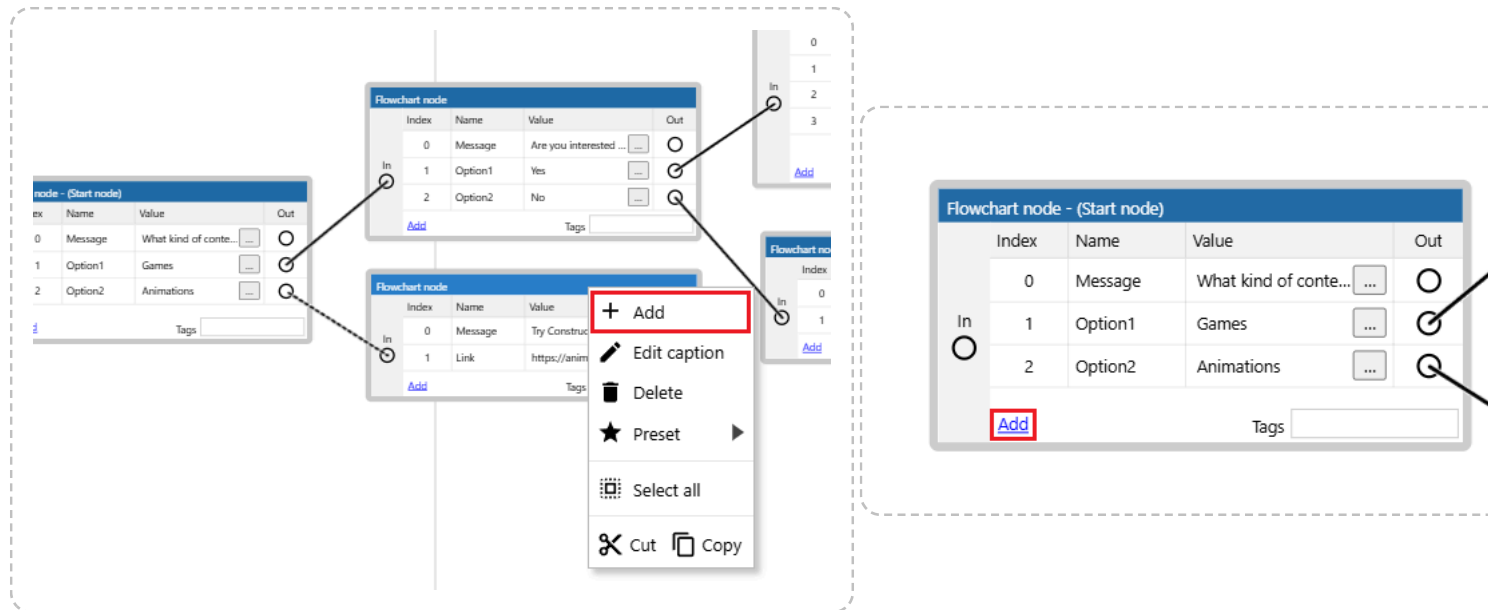 0
1
In 2
3
Add
Flowchart node
Index Name Value Out
0 Message Are you interested ... ...
In 1 Option1 Yes ...
2 Option2 No ...
Add Tags
node - (Start node)
Name Value Out
0 Message What kind of conte... ...
1 Option1 Games ...
2 Option2 Animations ...
Tags
Flowchart node
Index Name Value
0 Message Try Construc
In 1 Link https://anim
Add Tags
Flowchart no
Index
0
In 1
Add
+ Add
Edit caption
Delete
Preset
Select all
Cut Copy
Flowchart node - (Start node)
Index Name Value Out
0 Message What kind of conte... ...
In 1 Option1 Games ...
2 Option2 Animations ...
Add Tags